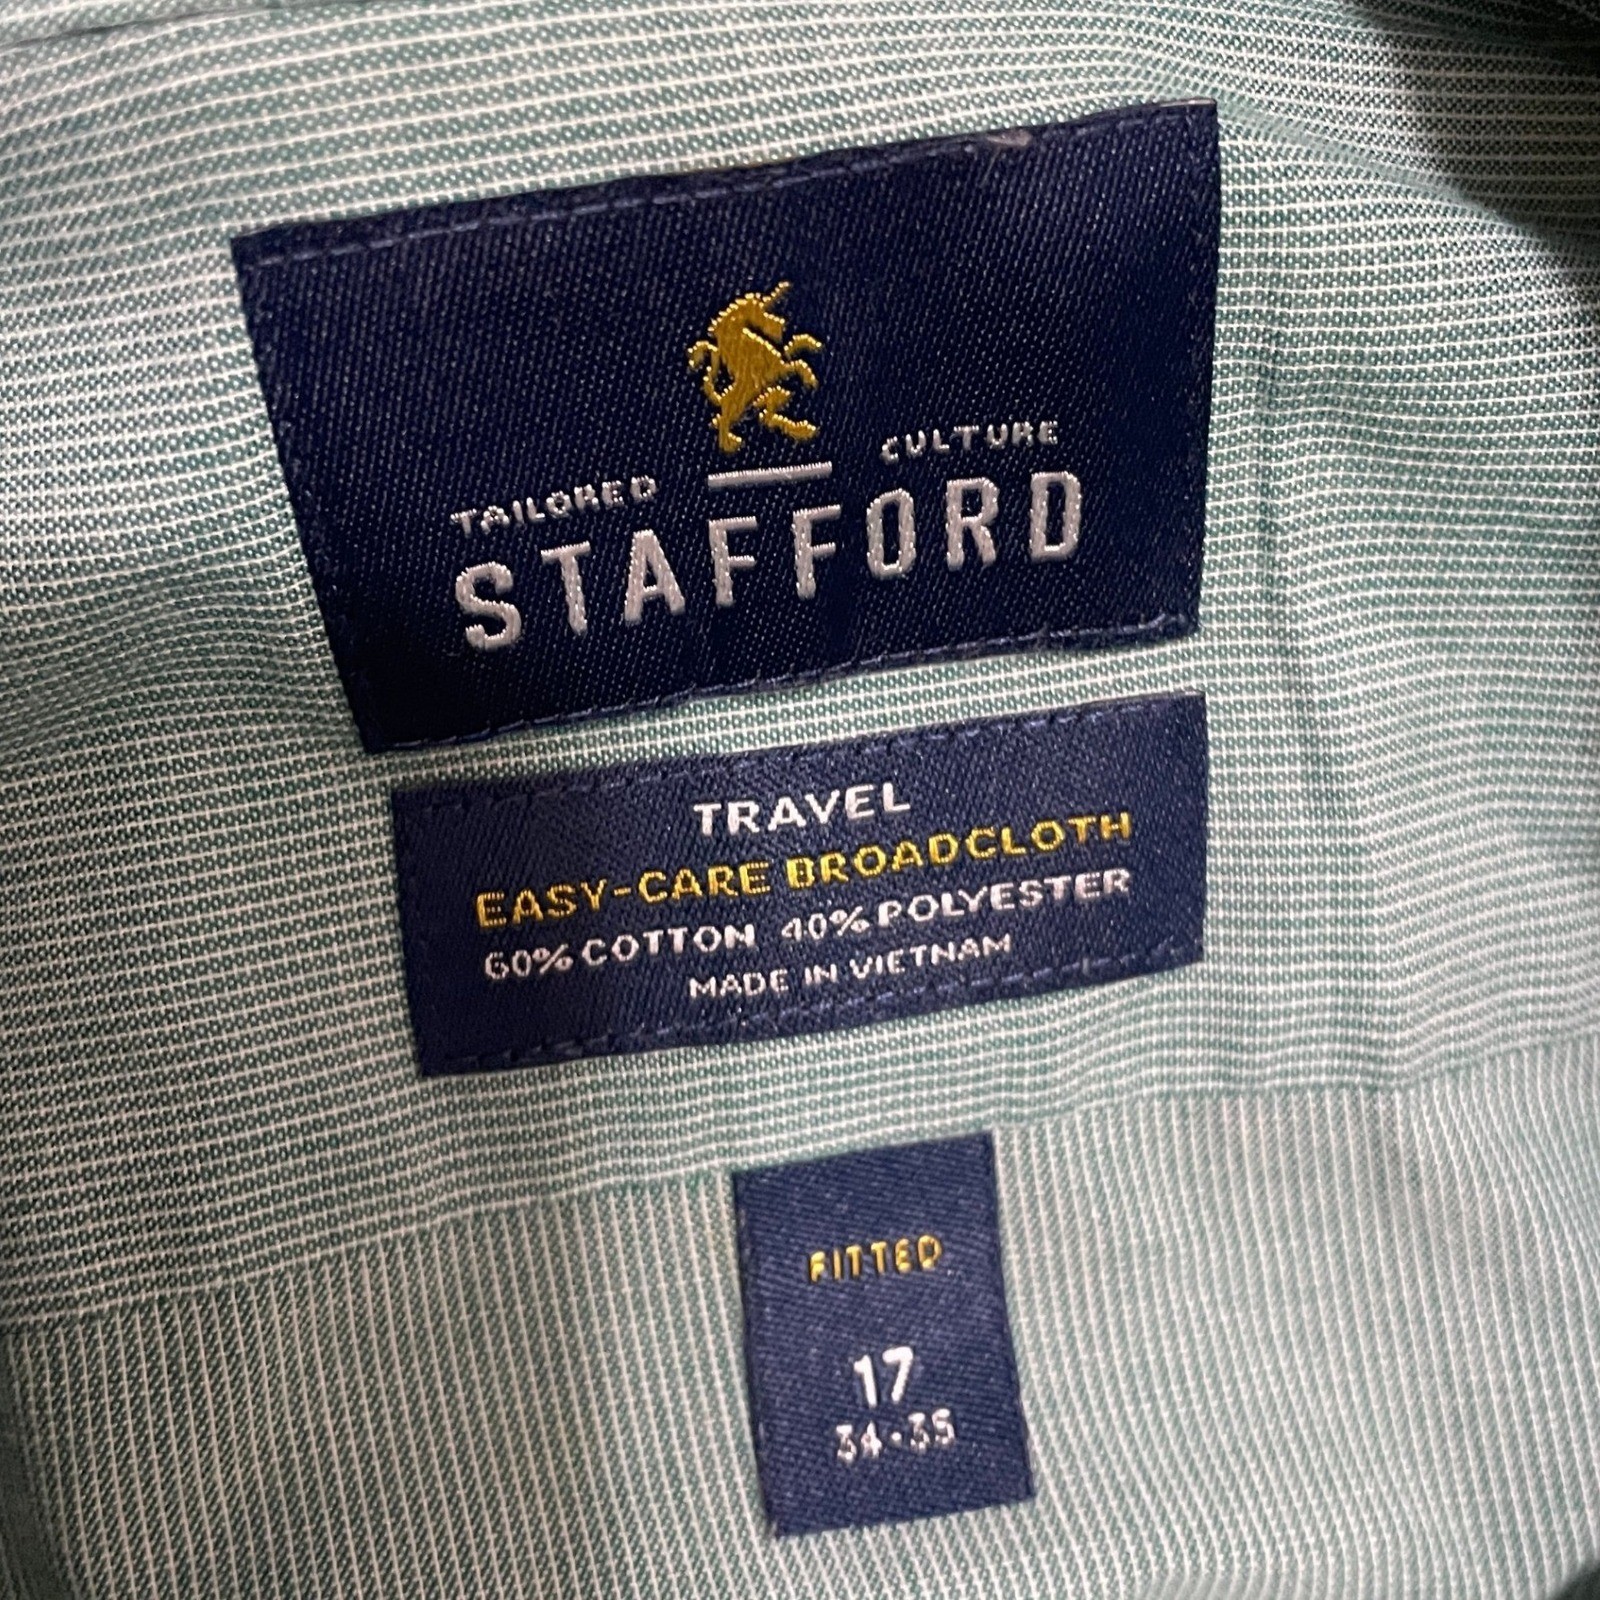 TAILORED CULTURE
STAFFORD
TRAVEL
EASY-CARE BROADCLOTH
60% COTTON 40% POLYESTER
MADE IN VIETNAM
FITTED
17
34-35